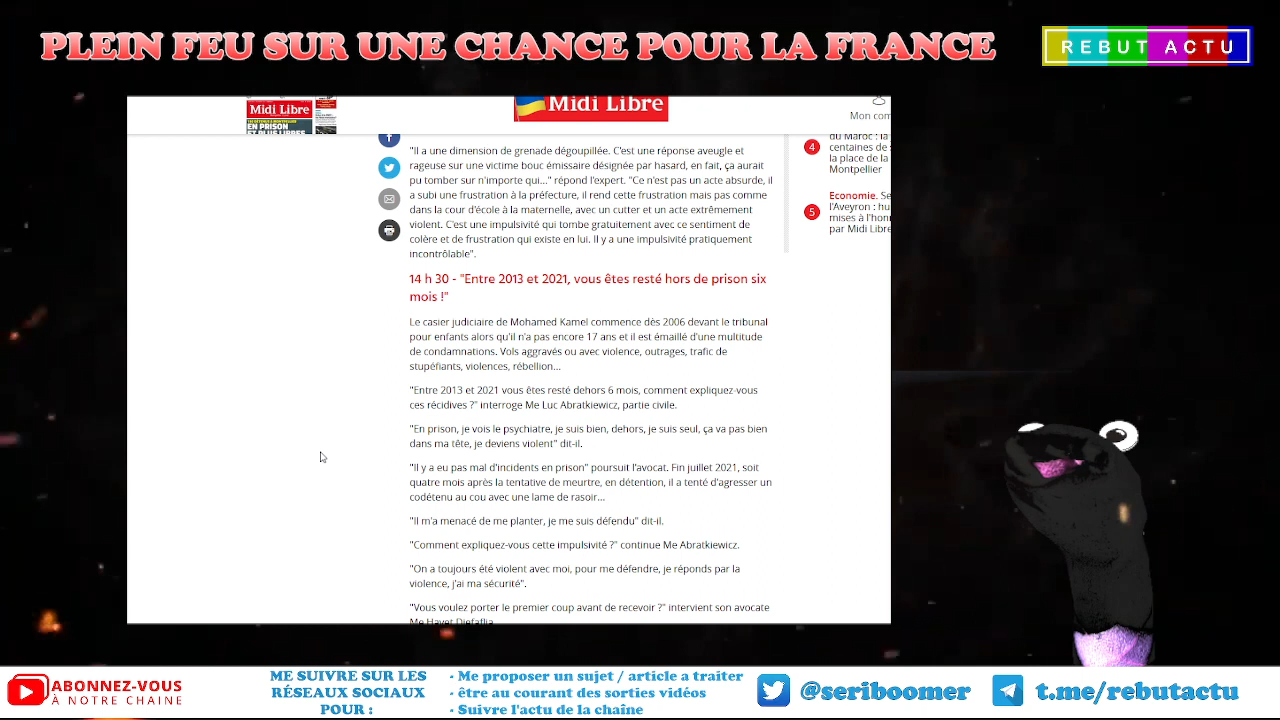 PLEIN FEU SUR UNE CHANCE POUR LA FRANCE
REBUT ACTU
Midi Libre
EN PRISON
Midi Libre
Mon com
"Il a une dimension de grenade dégoupillée. C'est une réponse aveugle et
rageuse sur une victime bouc émissaire désignée par hasard, en fait, ça aurait
pu tomber sur n'importe qui..." répond l'expert. "Ce n'est pas un acte absurde, il
a subi une frustration à la préfecture, il rend cette frustration mais pas comme
dans la cour d'école à la maternelle, avec un cutter et un acte extrêmement
violent. C'est une impulsivité qui tombe gratuitement avec ce sentiment de
colère et de frustration qui existe en lui. Il y a une impulsivité pratiquement
incontrôlable".
14 h 30 - "Entre 2013 et 2021, vous êtes resté hors de prison six
mois !"
Le casier judiciaire de Mohamed Kamel commence dès 2006 devant le tribunal
pour enfants alors qu'il n'a pas encore 17 ans et il est émaillé d'une multitude
de condamnations. Vols aggravés ou avec violence, outrages, trafic de
stupéfiants, violences, rébellion...
"Entre 2013 et 2021 vous êtes resté dehors 6 mois, comment expliquez-vous
ces récidives ?" interroge Me Luc Abratkiewicz, partie civile.
"En prison, je vois le psychiatre, je suis bien, dehors, je suis seul, ça va pas bien
dans ma tête, je deviens violent" dit-il.
"Il y a eu pas mal d'incidents en prison" poursuit l'avocat. Fin juillet 2021, soit
quatre mois après la tentative de meurtre, en détention, il a tenté d'agresser un
codétenu au cou avec une lame de rasoir...
"Il m'a menacé de me planter, je me suis défendu" dit-il.
"Comment expliquez-vous cette impulsivité ?" continue Me Abratkiewicz.
"On a toujours été violent avec moi, pour me défendre, je réponds par la
violence, j'ai ma sécurité".
"Vous voulez porter le premier coup avant de recevoir ?" intervient son avocate
Me Hayet
du Maroc : la
4
centaines de
la place de la
Montpellier
Economie. Se
5
l'Aveyron : hu
mises à l'hon
par Midi Libre
ABONNEZ-VOUS
À NOTRE CHAINE
ME SUIVRE SUR LES
RÉSEAUX SOCIAUX
POUR :
- Me proposer un sujet / article a traiter
- être au courant des sorties vidéos
- Suivre l'actu de la chaîne
@seriboomer
t.me/rebutactu